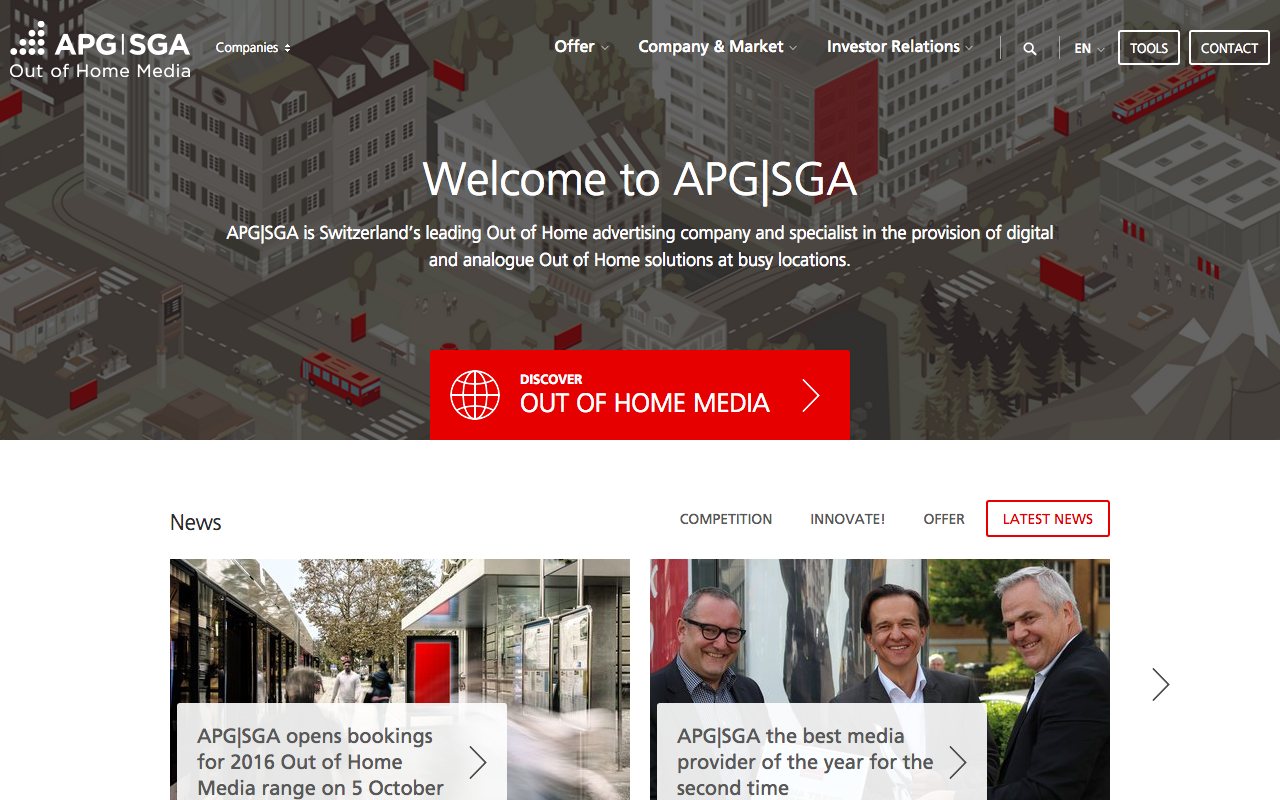 APG|SGA
Out of Home Media
Companies
Offer
Company & Market
Investor Relations
EN
TOOLS
CONTACT
Welcome to APG|SGA
APG|SGA is Switzerland’s leading Out of Home advertising company and specialist in the provision of digital
and analogue Out of Home solutions at busy locations.
DISCOVER
OUT OF HOME MEDIA
News
COMPETITION
INNOVATE!
OFFER
LATEST NEWS
APG|SGA opens bookings
for 2016 Out of Home
Media range on 5 October
APG|SGA the best media
provider of the year for the
second time